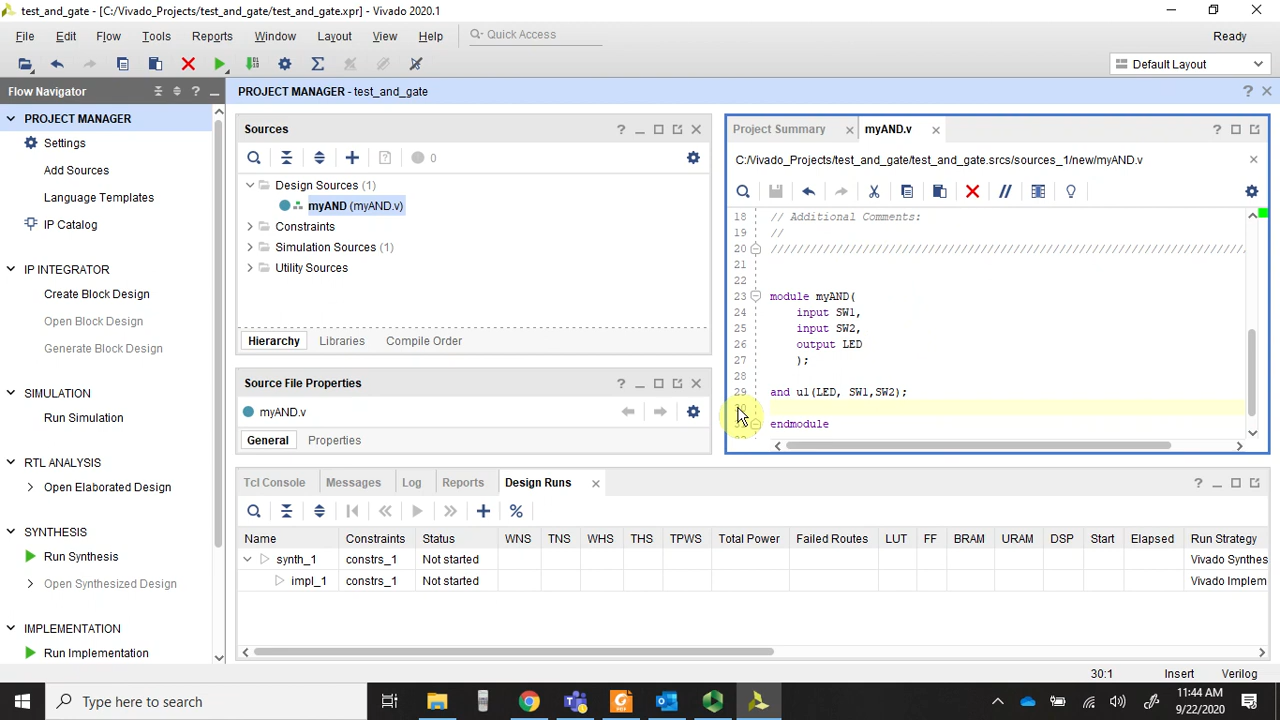 test_and_gate - [C:/Vivado_Projects/test_and_gate/test_and_gate.xpr] - Vivado 2020.1
File Edit Flow Tools Reports Window Layout View Help Quick Access Ready
Default Layout
Flow Navigator
PROJECT MANAGER - test_and_gate
PROJECT MANAGER
Settings
Add Sources
Language Templates
IP Catalog
IP INTEGRATOR
Create Block Design
Open Block Design
Generate Block Design
SIMULATION
Run Simulation
RTL ANALYSIS
Open Elaborated Design
SYNTHESIS
Run Synthesis
Open Synthesized Design
IMPLEMENTATION
Run Implementation
Sources
0
Design Sources (1)
myAND (myAND.v)
Constraints
Simulation Sources (1)
Utility Sources
Hierarchy Libraries Compile Order
Source File Properties
myAND.v
General Properties
Project Summary myAND.v
C:/Vivado_Projects/test_and_gate/test_and_gate.srcs/sources_1/new/myAND.v
18 // Additional Comments:
19 //
20 //////////////////////////////////////////////////////////////////////////////////
21
22
23 module myAND(
24 input SW1,
25 input SW2,
26 output LED
27 );
28
29 and u1(LED, SW1,SW2);
endmodule
Tcl Console Messages Log Reports Design Runs
Name Constraints Status WNS TNS WHS THS TPWS Total Power Failed Routes LUT FF BRAM URAM DSP Start Elapsed Run Strategy
synth_1 constrs_1 Not started Vivado Synthes
impl_1 constrs_1 Not started Vivado Implem
30:1 Insert Verilog
Type here to search
11:44 AM
9/22/2020